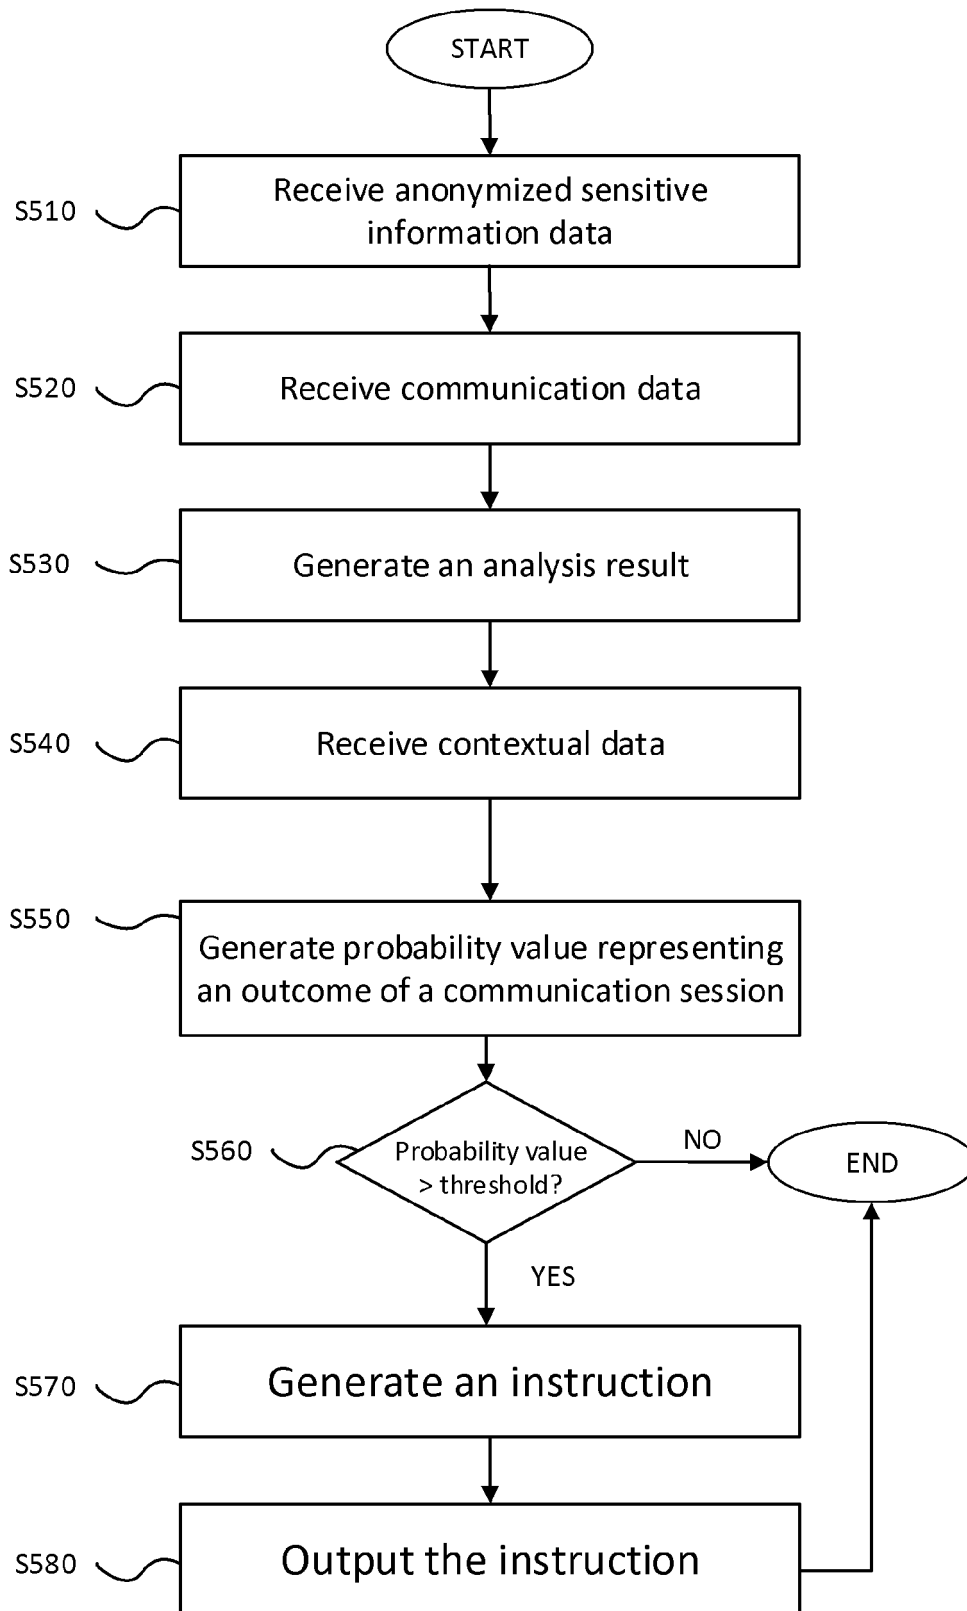 START
S510
Receive anonymized sensitive
information data
S520
Receive communication data
S530
Generate an analysis result
S540
Receive contextual data
S550
Generate probability value representing
an outcome of a communication session
S560
Probability value
> threshold?
NO
END
YES
S570
Generate an instruction
S580
Output the instruction